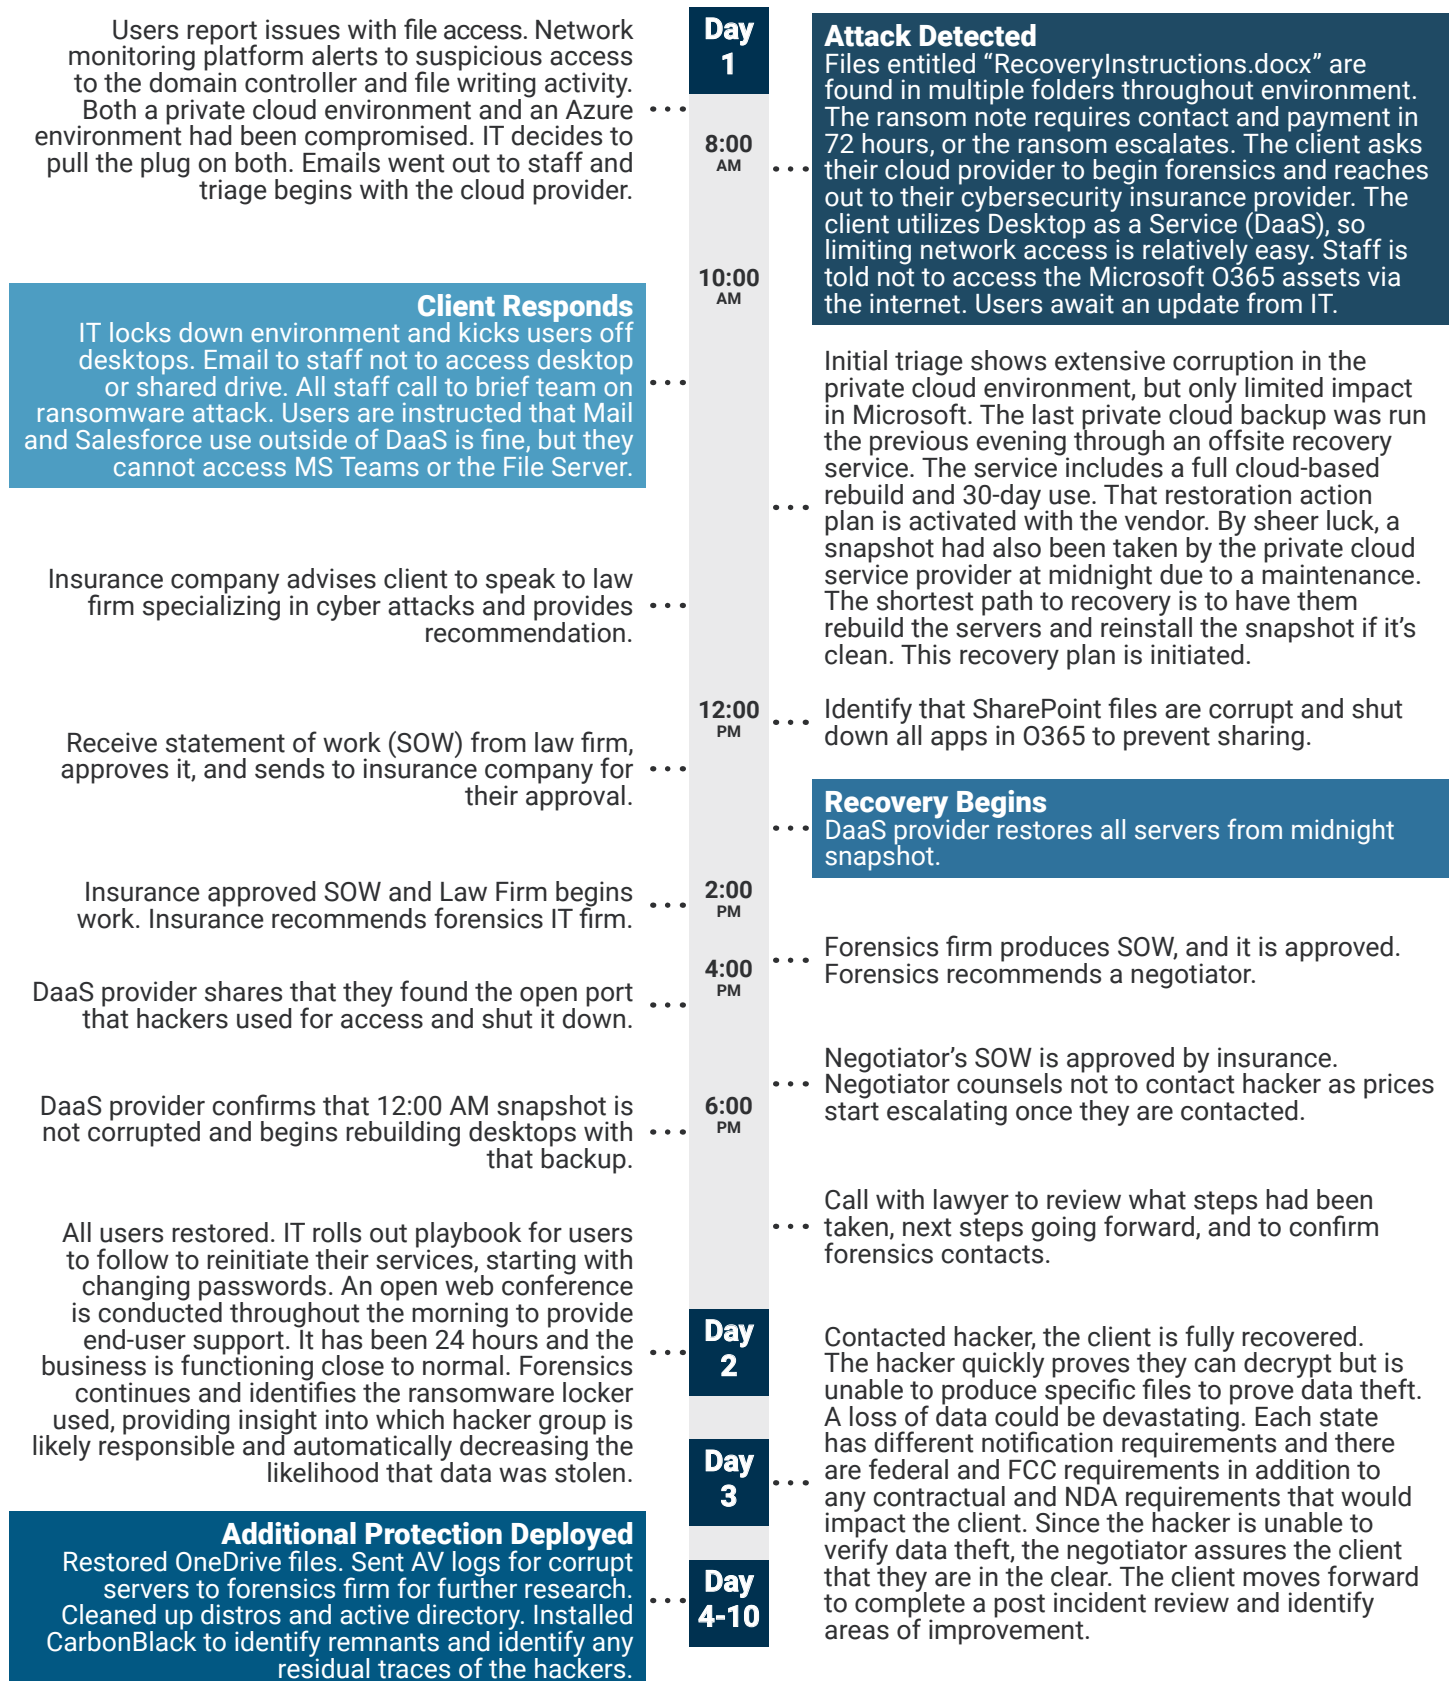 Day
1
Users report issues with file access. Network
monitoring platform alerts to suspicious access
to the domain controller and file writing activity.
Both a private cloud environment and an Azure
environment had been compromised. IT decides to
pull the plug on both. Emails went out to staff and
triage begins with the cloud provider.
8:00
AM
Attack Detected
Files entitled “RecoveryInstructions.docx” are
found in multiple folders throughout environment.
The ransom note requires contact and payment in
72 hours, or the ransom escalates. The client asks
their cloud provider to begin forensics and reaches
out to their cybersecurity insurance provider. The
client utilizes Desktop as a Service (DaaS), so
limiting network access is relatively easy. Staff is
told not to access the Microsoft O365 assets via
the internet. Users await an update from IT.
10:00
AM
Client Responds
IT locks down environment and kicks users off
desktops. Email to staff not to access desktop
or shared drive. All staff call to brief team on
ransomware attack. Users are instructed that Mail
and Salesforce use outside of DaaS is fine, but they
cannot access MS Teams or the File Server.
Initial triage shows extensive corruption in the
private cloud environment, but only limited impact
in Microsoft. The last private cloud backup was run
the previous evening through an offsite recovery
service. The service includes a full cloud-based
rebuild and 30-day use. That restoration action
plan is activated with the vendor. By sheer luck, a
snapshot had also been taken by the private cloud
service provider at midnight due to a maintenance.
The shortest path to recovery is to have them
rebuild the servers and reinstall the snapshot if it’s
clean. This recovery plan is initiated.
Insurance company advises client to speak to law
firm specializing in cyber attacks and provides
recommendation.
12:00
PM
Identify that SharePoint files are corrupt and shut
down all apps in O365 to prevent sharing.
Receive statement of work (SOW) from law firm,
approves it, and sends to insurance company for
their approval.
Recovery Begins
DaaS provider restores all servers from midnight
snapshot.
2:00
PM
Insurance approved SOW and Law Firm begins
work. Insurance recommends forensics IT firm.
Forensics firm produces SOW, and it is approved.
Forensics recommends a negotiator.
4:00
PM
DaaS provider shares that they found the open port
that hackers used for access and shut it down.
Negotiator’s SOW is approved by insurance.
Negotiator counsels not to contact hacker as prices
start escalating once they are contacted.
6:00
PM
DaaS provider confirms that 12:00 AM snapshot is
not corrupted and begins rebuilding desktops with
that backup.
Call with lawyer to review what steps had been
taken, next steps going forward, and to confirm
forensics contacts.
Day
2
All users restored. IT rolls out playbook for users
to follow to reinitiate their services, starting with
changing passwords. An open web conference
is conducted throughout the morning to provide
end-user support. It has been 24 hours and the
business is functioning close to normal. Forensics
continues and identifies the ransomware locker
used, providing insight into which hacker group is
likely responsible and automatically decreasing the
likelihood that data was stolen.
Day
3
Contacted hacker, the client is fully recovered.
The hacker quickly proves they can decrypt but is
unable to produce specific files to prove data theft.
A loss of data could be devastating. Each state
has different notification requirements and there
are federal and FCC requirements in addition to
any contractual and NDA requirements that would
impact the client. Since the hacker is unable to
verify data theft, the negotiator assures the client
that they are in the clear. The client moves forward
to complete a post incident review and identify
areas of improvement.
Day
4-10
Additional Protection Deployed
Restored OneDrive files. Sent AV logs for corrupt
servers to forensics firm for further research.
Cleaned up distros and active directory. Installed
CarbonBlack to identify remnants and identify any
residual traces of the hackers.